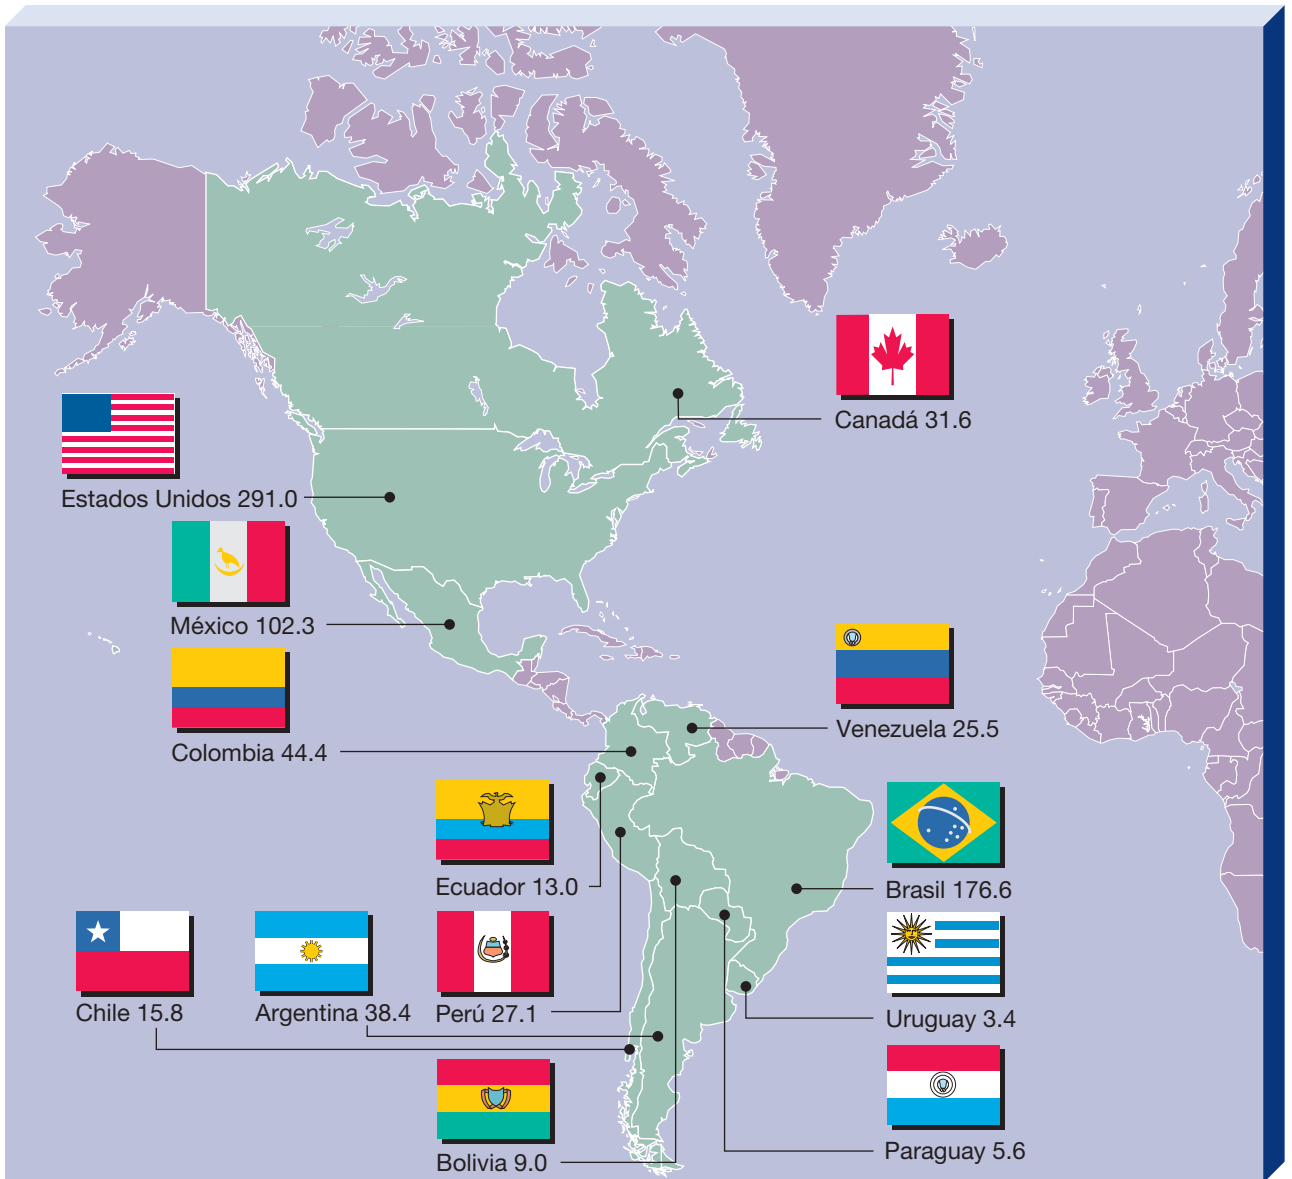 Canadá 31.6
Estados Unidos 291.0
México 102.3
Venezuela 25.5
Colombia 44.4
Ecuador 13.0
Brasil 176.6
Chile 15.8
Argentina 38.4
Perú 27.1
Uruguay 3.4
Paraguay 5.6
Bolivia 9.0